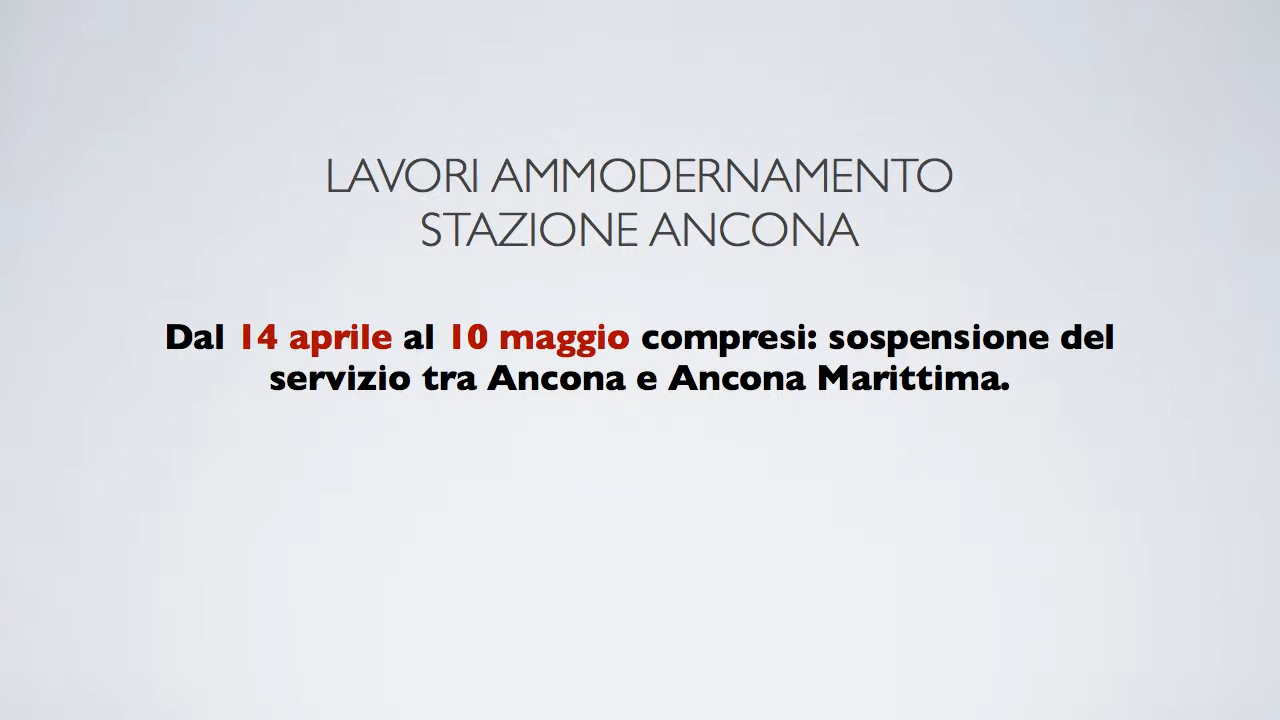 LAVORI AMMODERNAMENTO
STAZIONE ANCONA
Dal 14 aprile al 10 maggio compresi: sospensione del
servizio tra Ancona e Ancona Marittima.